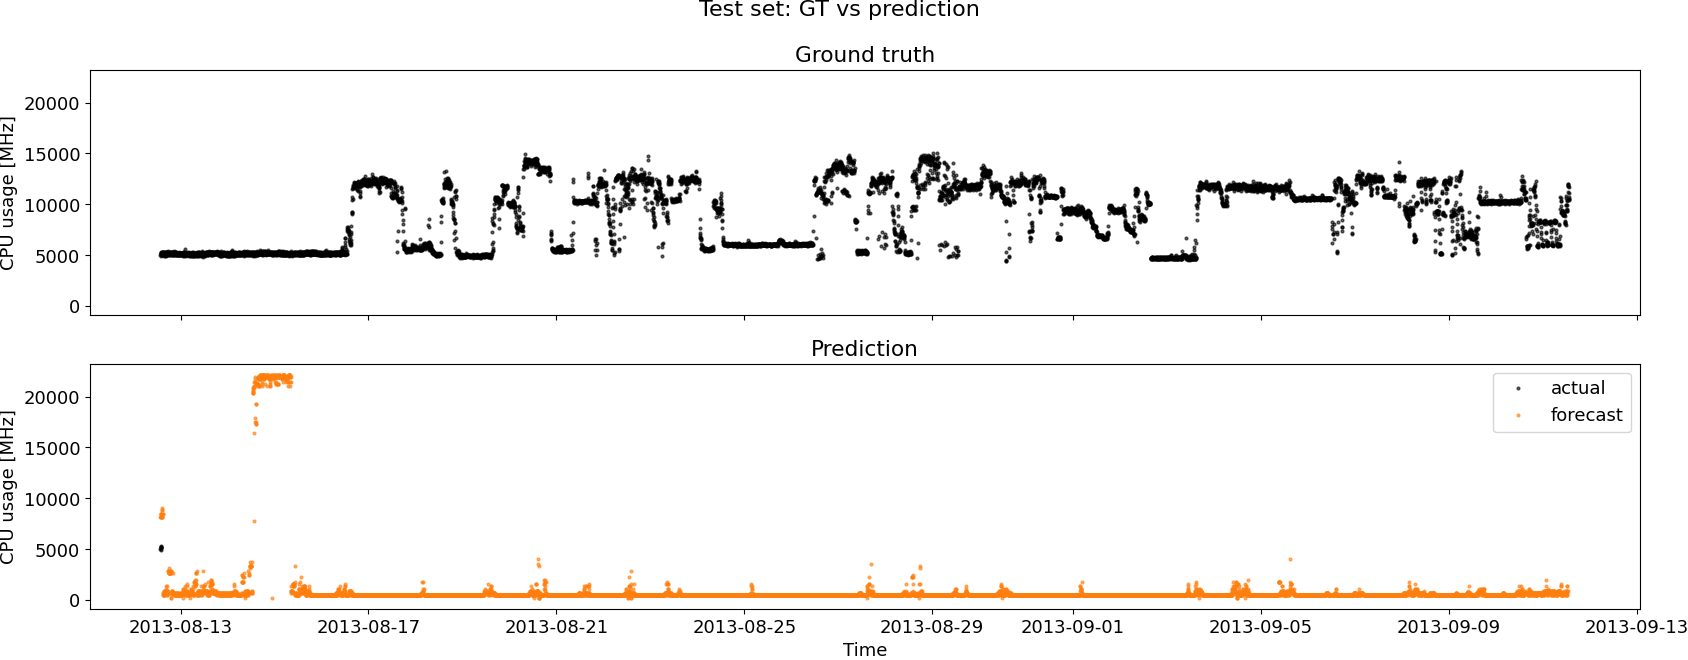 Test set: GT vs prediction
Ground truth
CPU usage [MHz]
20000
15000
10000
5000
0
Prediction
CPU usage [MHz]
20000
15000
10000
5000
0
actual
forecast
2013-08-13 2013-08-17 2013-08-21 2013-08-25 2013-08-29 2013-09-01 2013-09-05 2013-09-09 2013-09-13
Time